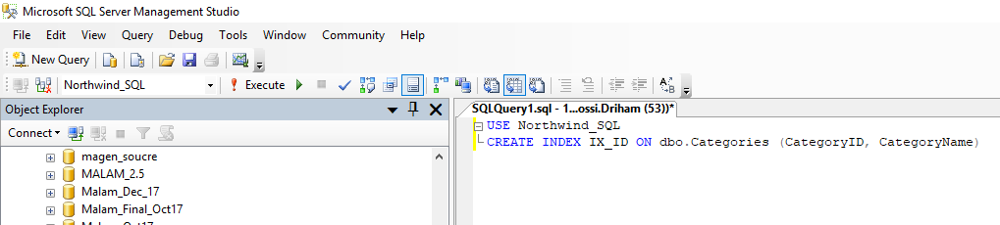 Microsoft SQL Server Management Studio
File Edit View Query Debug Tools Window Community Help
New Query
Northwind_SQL Execute
Object Explorer
Connect
magen_soucre
MALAM_2.5
Malam_Dec_17
Malam_Final_Oct17
SQLQuery1.sql - 1...ossi.Driham (53))*
USE Northwind_SQL
CREATE INDEX IX_ID ON dbo.Categories (CategoryID, CategoryName)